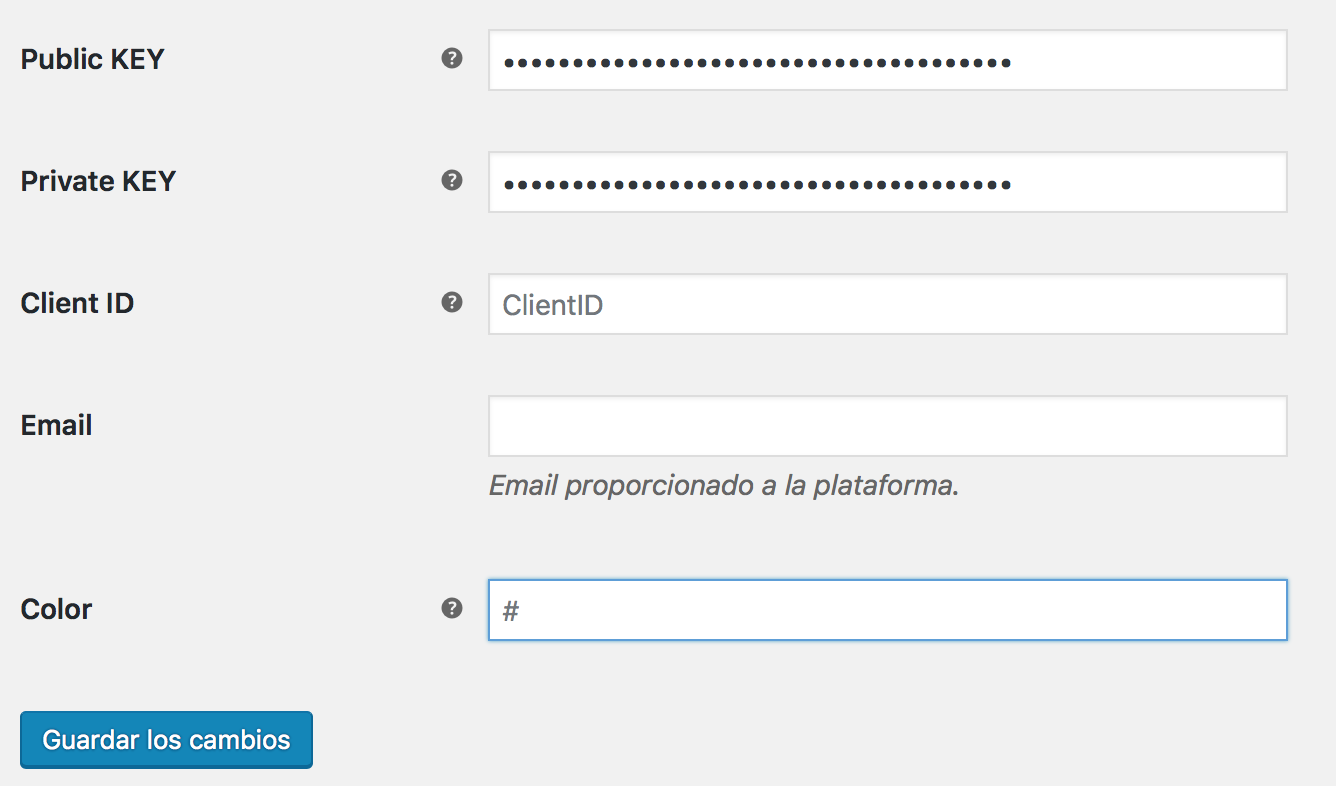 Public KEY
Private KEY
Client ID
ClientID
Email
Email proporcionado a la plataforma.
Color
#
Guardar los cambios